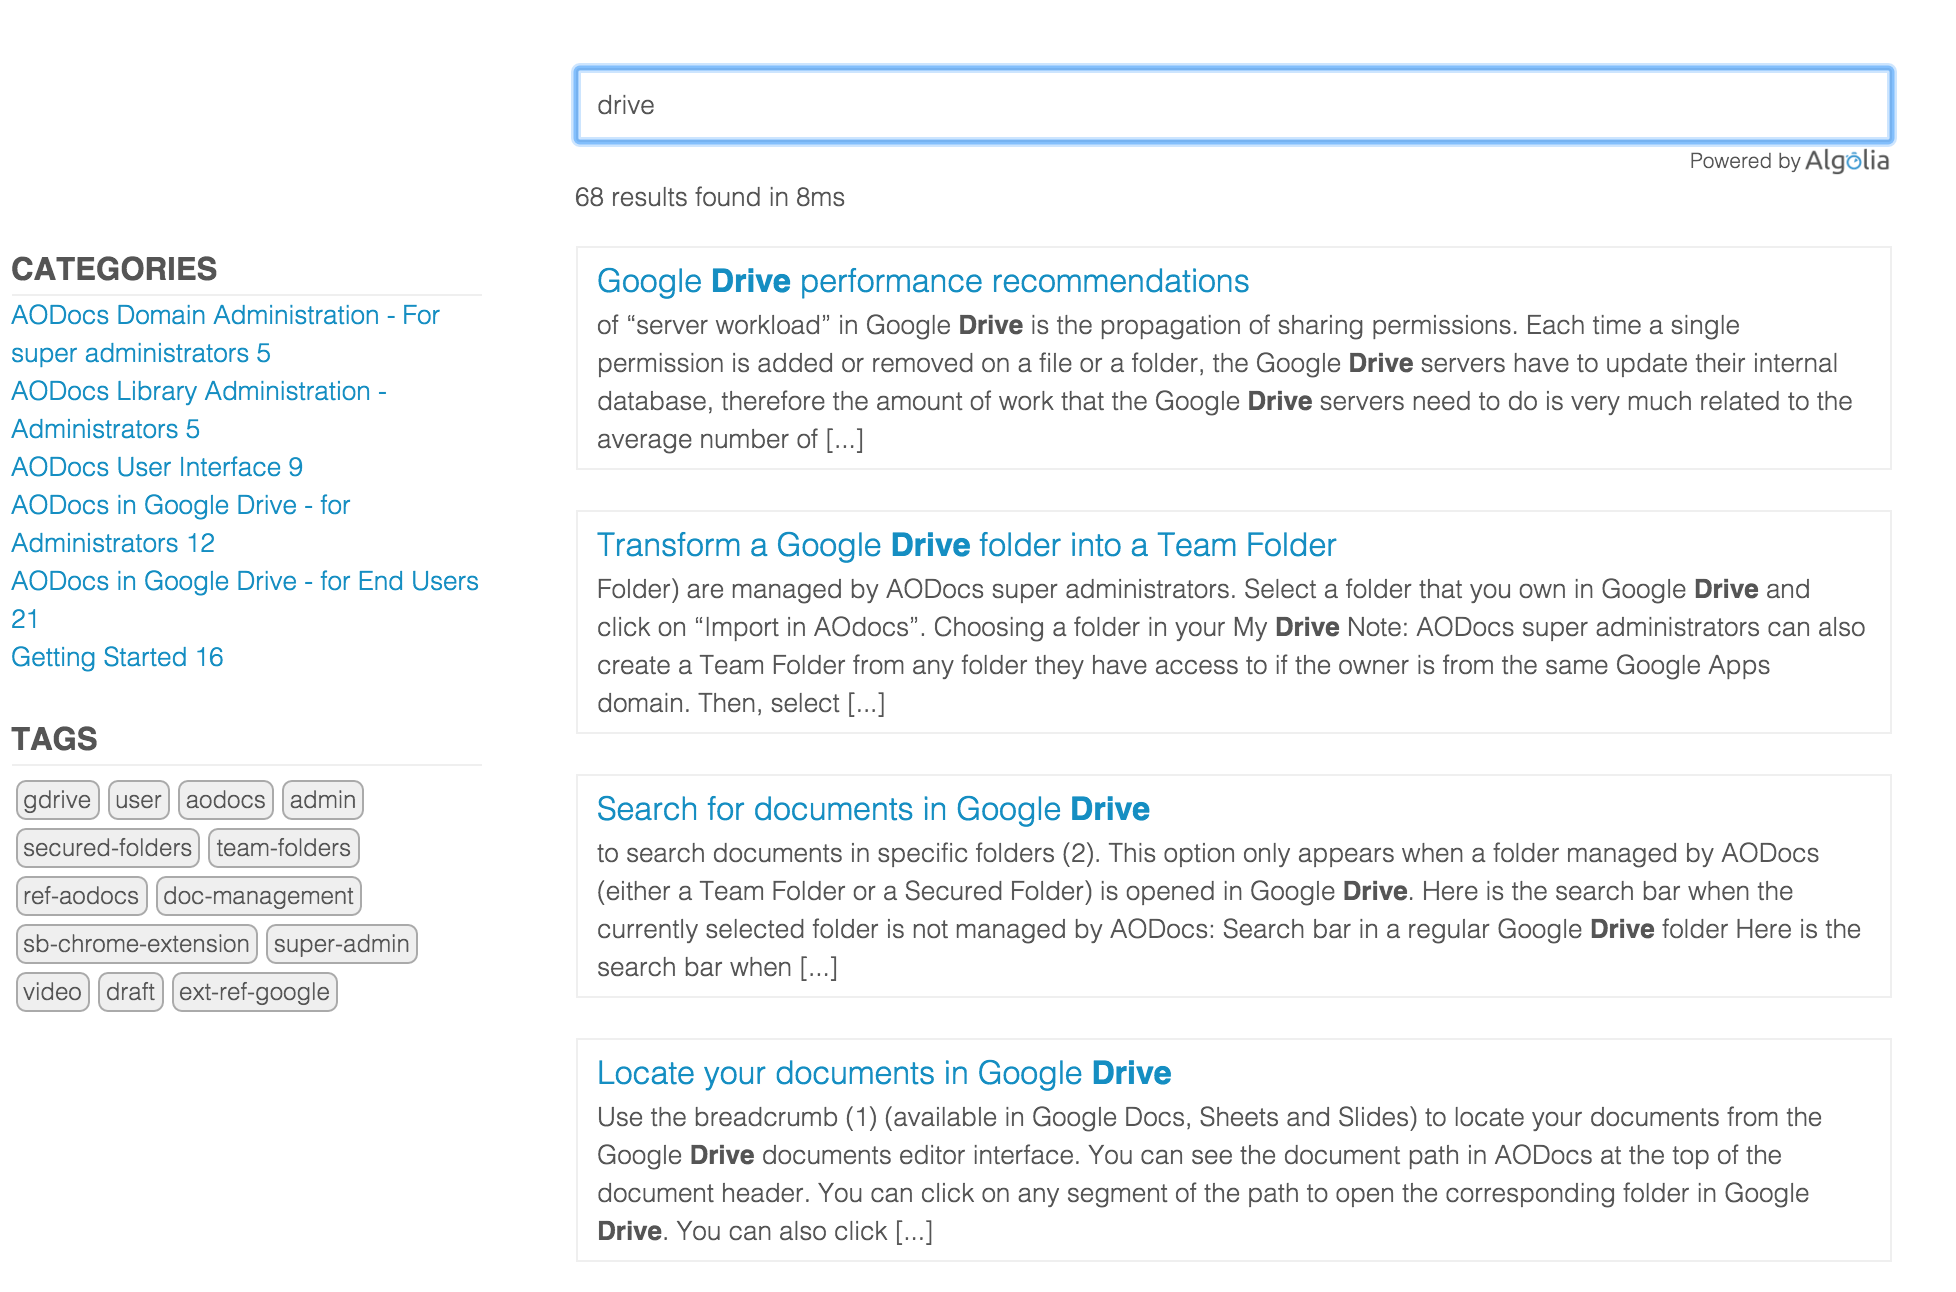 drive
Powered by Algolia
68 results found in 8ms
CATEGORIES
AODocs Domain Administration - For
super administrators 5
AODocs Library Administration -
Administrators 5
AODocs User Interface 9
AODocs in Google Drive - for
Administrators 12
AODocs in Google Drive - for End Users
21
Getting Started 16
TAGS
gdrive user aodocs admin
secured-folders team-folders
ref-aodocs doc-management
sb-chrome-extension super-admin
video draft ext-ref-google
Google Drive performance recommendations
of “server workload” in Google Drive is the propagation of sharing permissions. Each time a single
permission is added or removed on a file or a folder, the Google Drive servers have to update their internal
database, therefore the amount of work that the Google Drive servers need to do is very much related to the
average number of [...]
Transform a Google Drive folder into a Team Folder
Folder) are managed by AODocs super administrators. Select a folder that you own in Google Drive and
click on “Import in AOdocs”. Choosing a folder in your My Drive Note: AODocs super administrators can also
create a Team Folder from any folder they have access to if the owner is from the same Google Apps
domain. Then, select [...]
Search for documents in Google Drive
to search documents in specific folders (2). This option only appears when a folder managed by AODocs
(either a Team Folder or a Secured Folder) is opened in Google Drive. Here is the search bar when the
currently selected folder is not managed by AODocs: Search bar in a regular Google Drive folder Here is the
search bar when [...]
Locate your documents in Google Drive
Use the breadcrumb (1) (available in Google Docs, Sheets and Slides) to locate your documents from the
Google Drive documents editor interface. You can see the document path in AODocs at the top of the
document header. You can click on any segment of the path to open the corresponding folder in Google
Drive. You can also click [...]